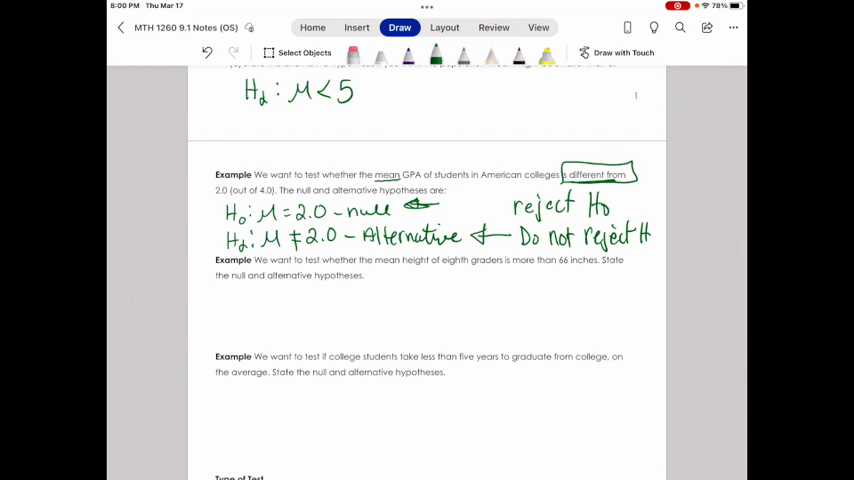 8:00 PM Thu Mar 17
78%
MTH 1260 9.1 Notes (OS)
Home Insert Draw Layout Review View
Select Objects
Draw with Touch
Hα : μ < 5
1
Example We want to test whether the mean GPA of students in American colleges is different from
2.0 (out of 4.0). The null and alternative hypotheses are:
H₀ : μ = 2.0 - null
reject H₀
Hα : μ ≠ 2.0 - Alternative
Do not reject H
Example We want to test whether the mean height of eighth graders is more than 66 inches. State
the null and alternative hypotheses.
Example We want to test if college students take less than five years to graduate from college, on
the average. State the null and alternative hypotheses.
Type of Test